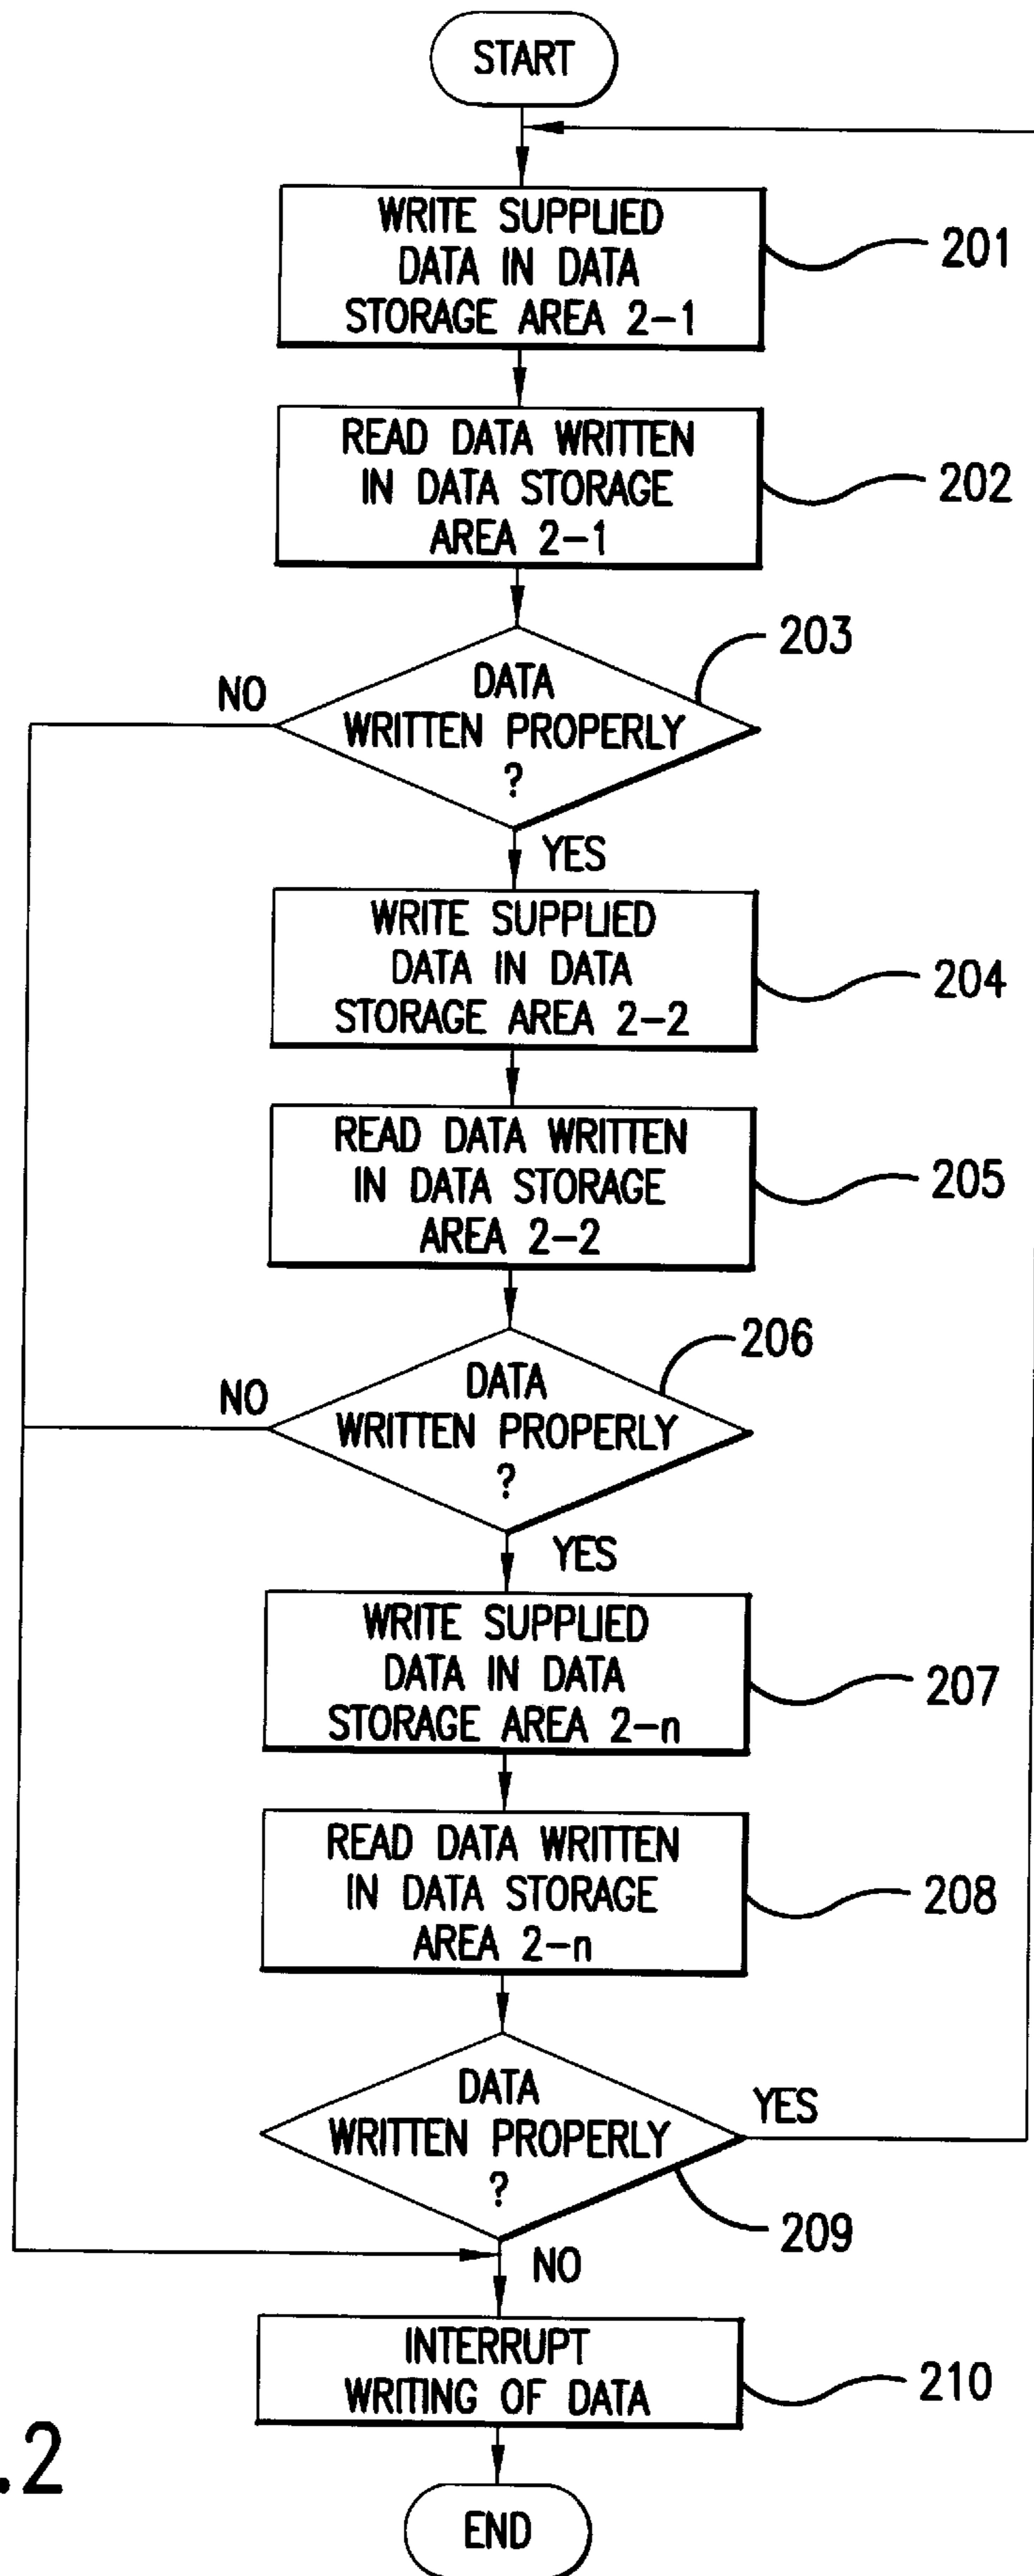 START
WRITE SUPPLIED
DATA IN DATA
STORAGE AREA 2-1
201
READ DATA WRITTEN
IN DATA STORAGE
AREA 2-1
202
203
DATA
WRITTEN PROPERLY
?
NO
YES
WRITE SUPPLIED
DATA IN DATA
STORAGE AREA 2-2
204
READ DATA WRITTEN
IN DATA STORAGE
AREA 2-2
205
206
DATA
WRITTEN PROPERLY
?
NO
YES
WRITE SUPPLIED
DATA IN DATA
STORAGE AREA 2-n
207
READ DATA WRITTEN
IN DATA STORAGE
AREA 2-n
208
DATA
WRITTEN PROPERLY
?
YES
209
NO
INTERRUPT
WRITING OF DATA
210
.2
END